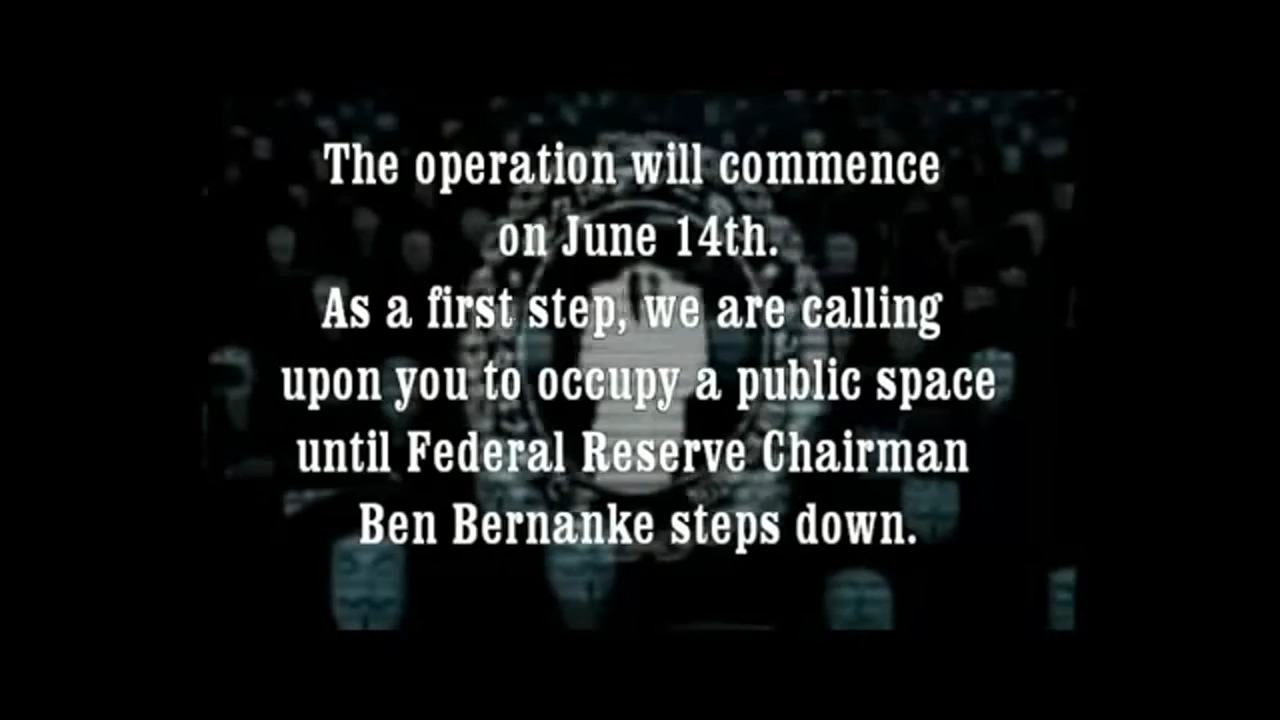 The operation will commence
on June 14th.
As a first step, we are calling
upon you to occupy a public space
until Federal Reserve Chairman
Ben Bernanke steps down.